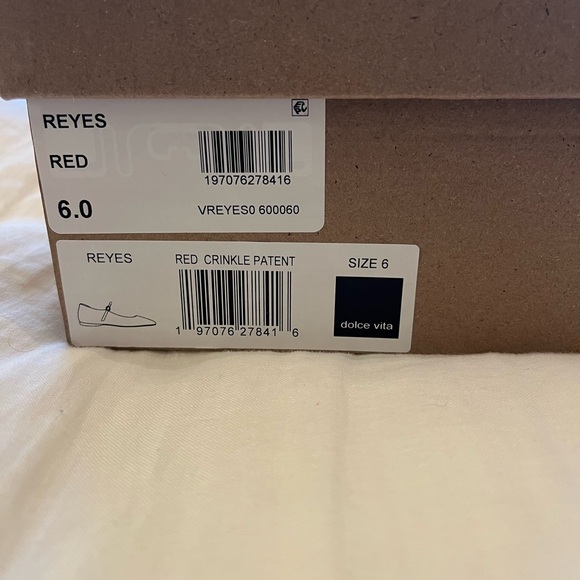 REYES
RED
197076278416
6.0
VREYES0 600060
REYES
RED CRINKLE PATENT
SIZE 6
1 97076 27841 6
dolce vita